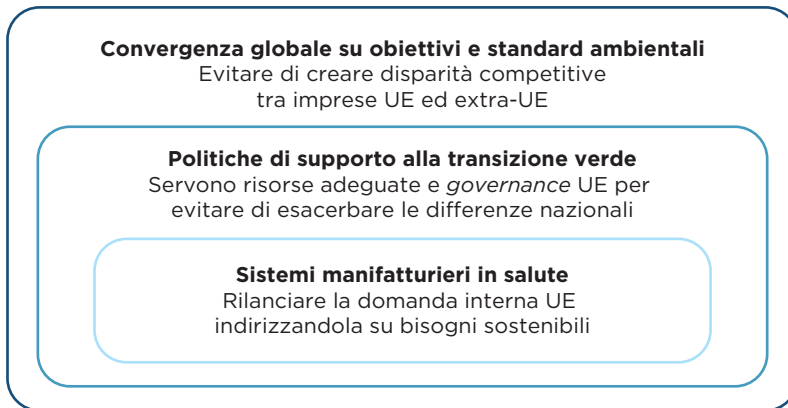 Convergenza globale su obiettivi e standard ambientali
Evitare di creare disparità competitive
tra imprese UE ed extra-UE
Politiche di supporto alla transizione verde
Servono risorse adeguate e governance UE per
evitare di esacerbare le differenze nazionali
Sistemi manifatturieri in salute
Rilanciare la domanda interna UE
indirizzandola su bisogni sostenibili